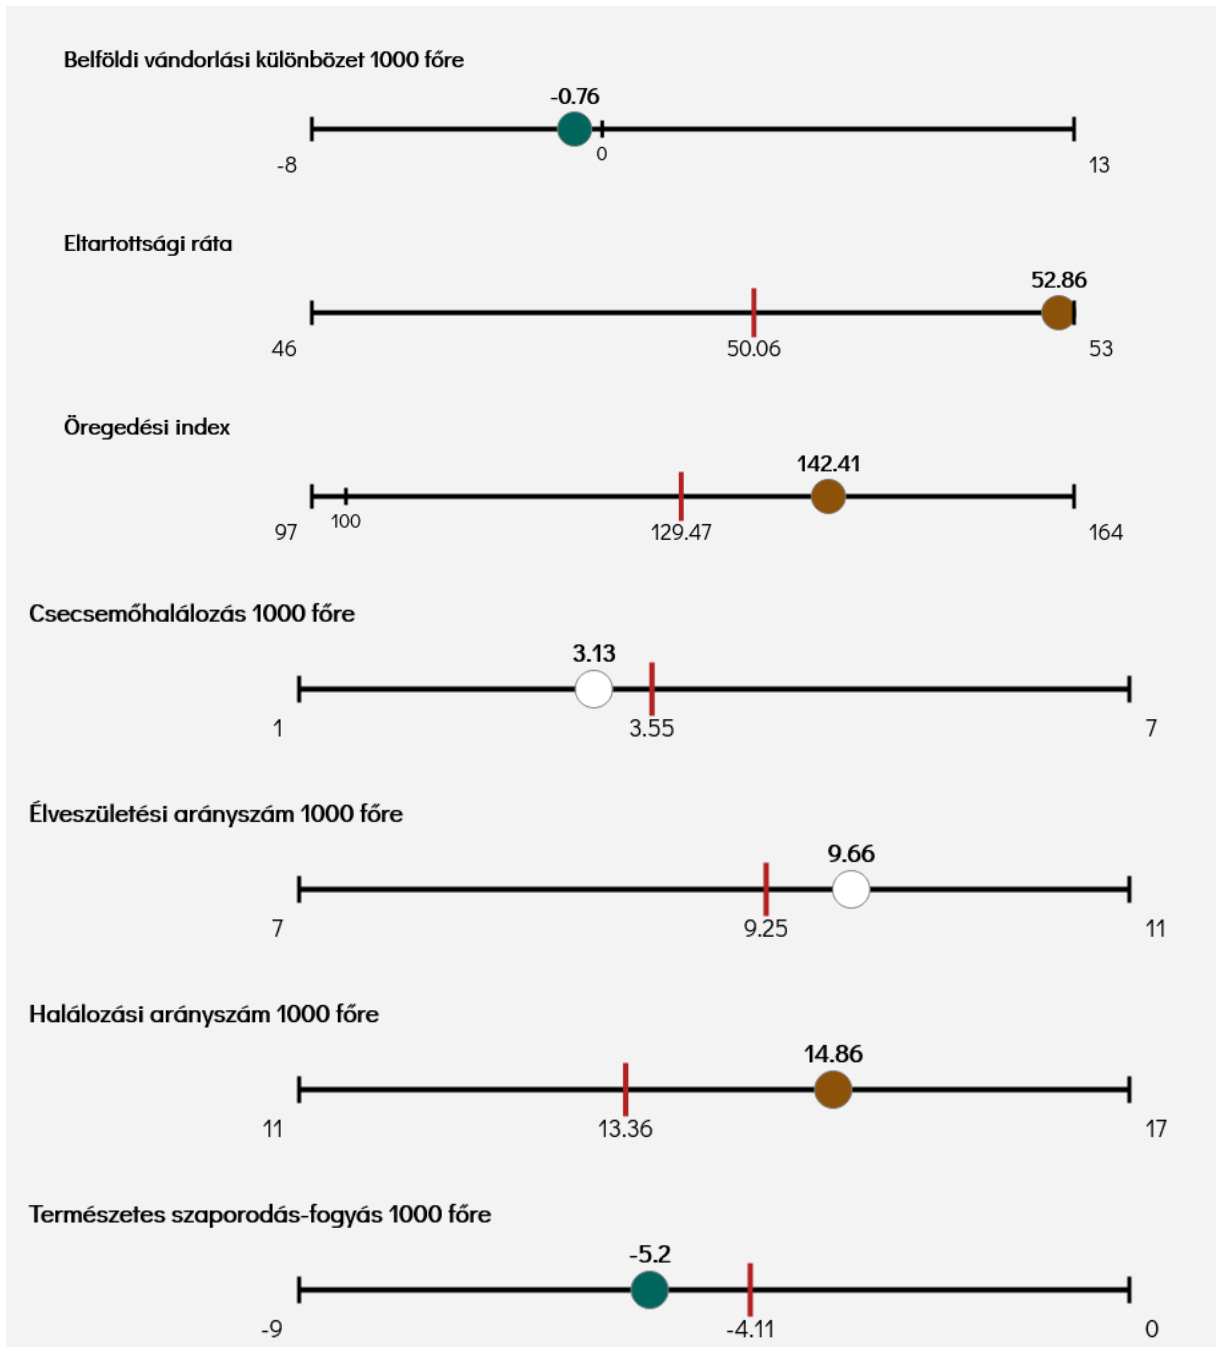 Belföldi vándorlási különbözet 1000 főre
-0.76
0
-8 13
Eltartottsági ráta
52.86
46 50.06 53
Öregedési index
142.41
100
97 129.47 164
Csecsemőhalálozás 1000 főre
3.13
1 3.55 7
Élveszületési arányszám 1000 főre
9.66
7 9.25 11
Halálozási arányszám 1000 főre
14.86
11 13.36 17
Természetes szaporodás-fogyás 1000 főre
-5.2
-9 -4.11 0